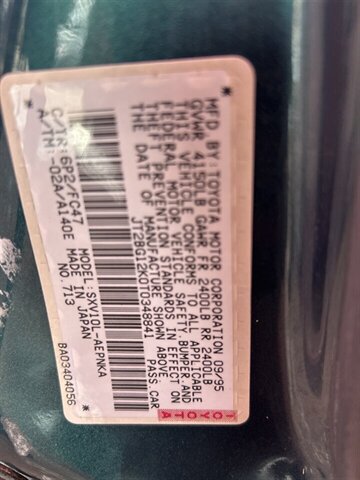 MFD BY: TOYOTA MOTOR CORPORATION 09/95
GVWR 4150LB GAWR FR 2400LB RR 2400LB
THIS VEHICLE CONFORMS TO ALL APPLICABLE
FEDERAL MOTOR VEHICLE SAFETY, BUMPER, AND
THEFT PREVENTION STANDARDS IN EFFECT ON
THE DATE OF MANUFACTURE SHOWN ABOVE.
* JT2BG12K0T0348841 PASS.CAR *
C/TR: 6P2/FC47 MODEL: SXV10L-AEPNKA
A/TM: -02A/A140E MADE IN JAPAN
NO.713 BA03404056
TOYOTA